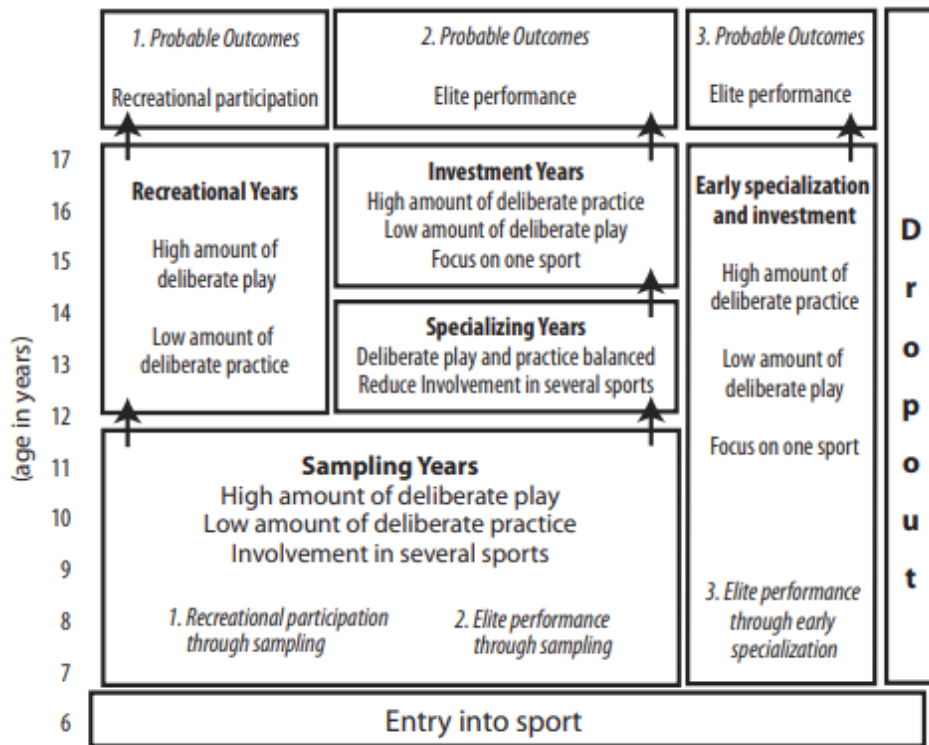 1. Probable Outcomes
Recreational participation
2. Probable Outcomes
Elite performance
3. Probable Outcomes
Elite performance
(age in years)
17
16
15
14
13
12
11
10
9
8
7
6
Recreational Years
High amount of
deliberate play
Low amount of
deliberate practice
Investment Years
High amount of deliberate practice
Low amount of deliberate play
Focus on one sport
Specializing Years
Deliberate play and practice balanced
Reduce Involvement in several sports
Early specialization
and investment
High amount of
deliberate practice
Low amount of
deliberate play
Focus on one sport
3. Elite performance
through early
specialization
Sampling Years
High amount of deliberate play
Low amount of deliberate practice
Involvement in several sports
1. Recreational participation
through sampling
2. Elite performance
through sampling
Dropout
Entry into sport